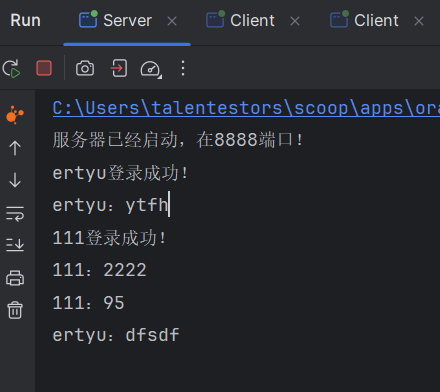 Run Server Client Client
C:\Users\talentestors\scoop\apps\ora
服务器已经启动，在8888端口！
ertyu登录成功！
ertyu：ytfh
111登录成功！
111：2222
111：95
ertyu：dfsdf